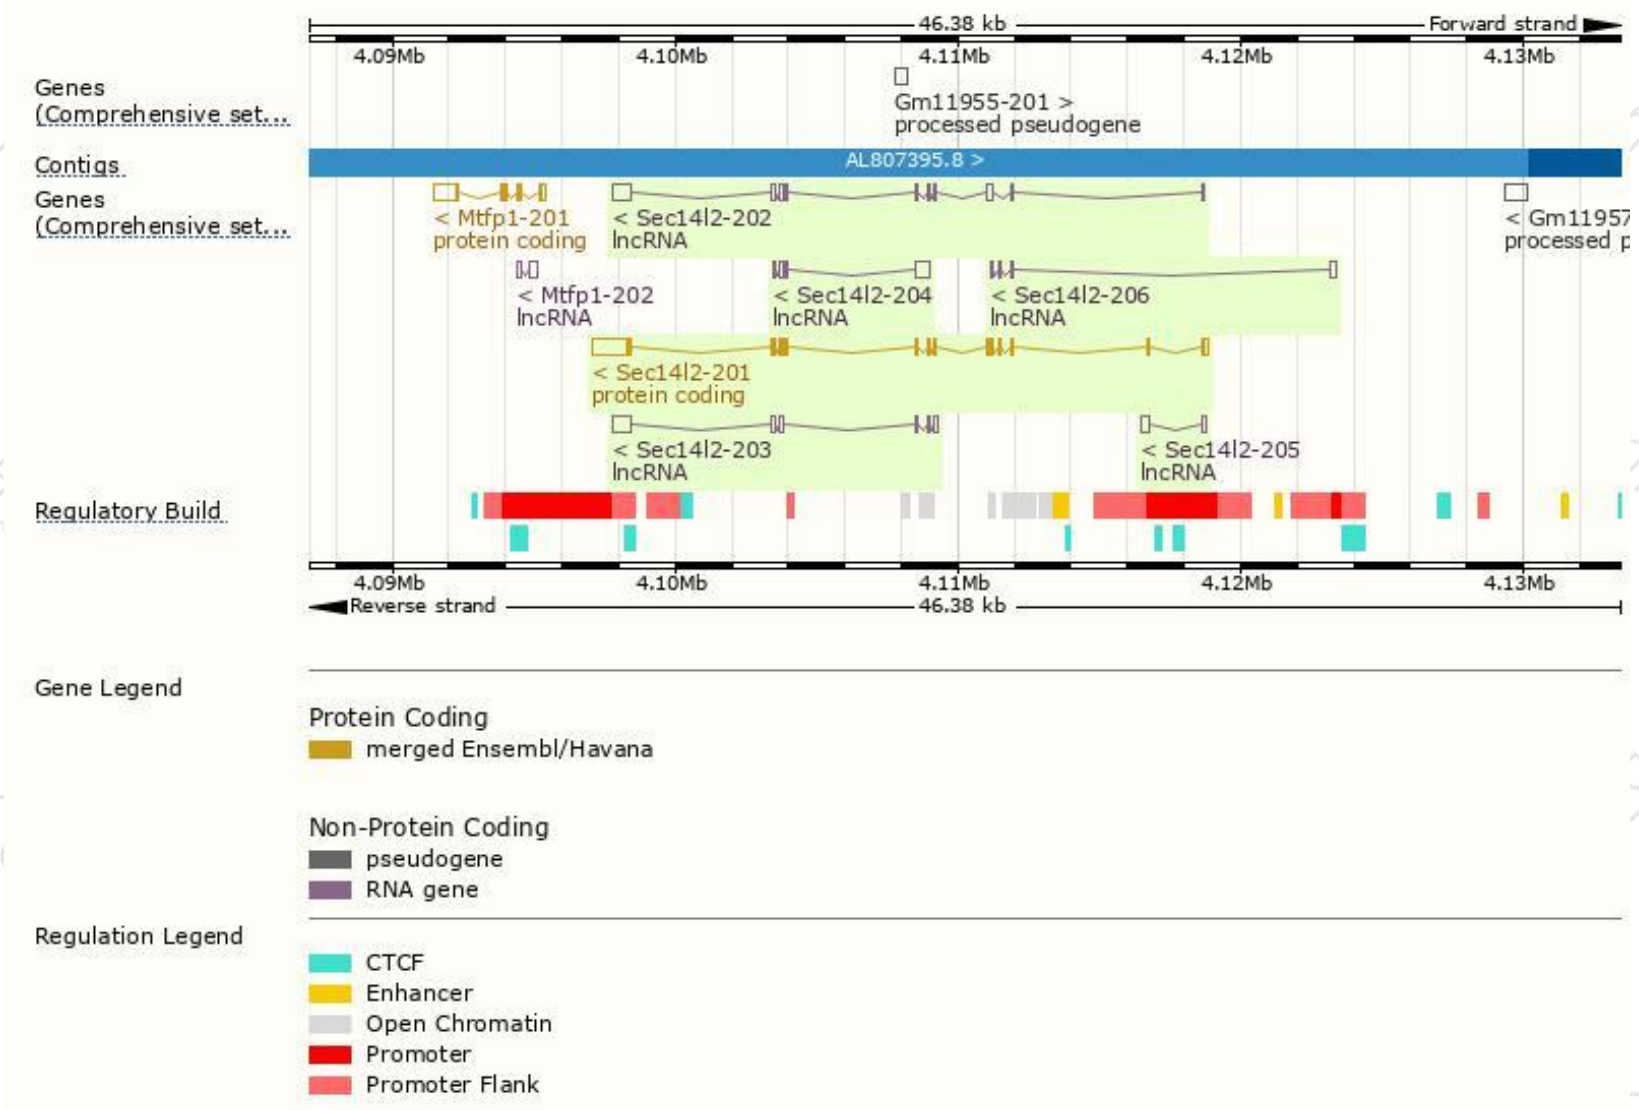 46.38 kb Forward strand
4.09Mb 4.10Mb 4.11Mb 4.12Mb 4.13Mb
Genes
(Comprehensive set...
Gm11955-201 >
processed pseudogene
Contigs
AL807395.8 >
Genes
(Comprehensive set...
< Mtfp1-201
protein coding
< Sec14l2-202
lncRNA
< Gm11957
processed p
< Mtfp1-202
lncRNA
< Sec14l2-204
lncRNA
< Sec14l2-206
lncRNA
< Sec14l2-201
protein coding
< Sec14l2-203
lncRNA
< Sec14l2-205
lncRNA
Regulatory Build
4.09Mb 4.10Mb 4.11Mb 4.12Mb 4.13Mb
Reverse strand 46.38 kb
Gene Legend
Protein Coding
merged Ensembl/Havana
Non-Protein Coding
pseudogene
RNA gene
Regulation Legend
CTCF
Enhancer
Open Chromatin
Promoter
Promoter Flank